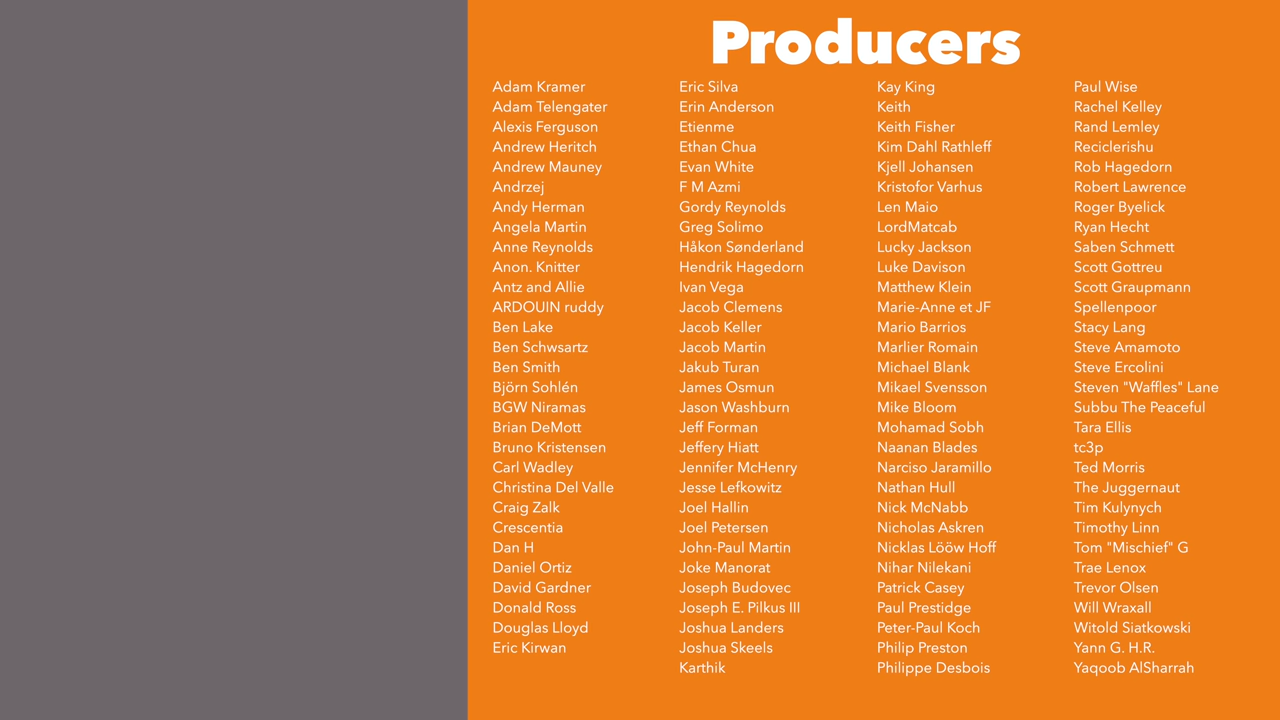 Producers
Adam Kramer
Adam Telengater
Alexis Ferguson
Andrew Heritch
Andrew Mauney
Andrzej
Andy Herman
Angela Martin
Anne Reynolds
Anon. Knitter
Antz and Allie
ARDOUIN ruddy
Ben Lake
Ben Schwsartz
Ben Smith
Björn Sohlén
BGW Niramas
Brian DeMott
Bruno Kristensen
Carl Wadley
Christina Del Valle
Craig Zalk
Crescentia
Dan H
Daniel Ortiz
David Gardner
Donald Ross
Douglas Lloyd
Eric Kirwan
Eric Silva
Erin Anderson
Etienme
Ethan Chua
Evan White
F M Azmi
Gordy Reynolds
Greg Solimo
Håkon Sønderland
Hendrik Hagedorn
Ivan Vega
Jacob Clemens
Jacob Keller
Jacob Martin
Jakub Turan
James Osmun
Jason Washburn
Jeff Forman
Jeffery Hiatt
Jennifer McHenry
Jesse Lefkowitz
Joel Hallin
Joel Petersen
John-Paul Martin
Joke Manorat
Joseph Budovec
Joseph E. Pilkus III
Joshua Landers
Joshua Skeels
Karthik
Kay King
Keith
Keith Fisher
Kim Dahl Rathleff
Kjell Johansen
Kristofor Varhus
Len Maio
LordMatcab
Lucky Jackson
Luke Davison
Matthew Klein
Marie-Anne et JF
Mario Barrios
Marlier Romain
Michael Blank
Mikael Svensson
Mike Bloom
Mohamad Sobh
Naanan Blades
Narciso Jaramillo
Nathan Hull
Nick McNabb
Nicholas Askren
Nicklas Lööw Hoff
Nihar Nilekani
Patrick Casey
Paul Prestidge
Peter-Paul Koch
Philip Preston
Philippe Desbois
Paul Wise
Rachel Kelley
Rand Lemley
Reciclerishu
Rob Hagedorn
Robert Lawrence
Roger Byelick
Ryan Hecht
Saben Schmett
Scott Gottreu
Scott Graupmann
Spellenpoor
Stacy Lang
Steve Amamoto
Steve Ercolini
Steven "Waffles" Lane
Subbu The Peaceful
Tara Ellis
tc3p
Ted Morris
The Juggernaut
Tim Kulynych
Timothy Linn
Tom "Mischief" G
Trae Lenox
Trevor Olsen
Will Wraxall
Witold Siatkowski
Yann G. H.R.
Yaqoob AlSharrah